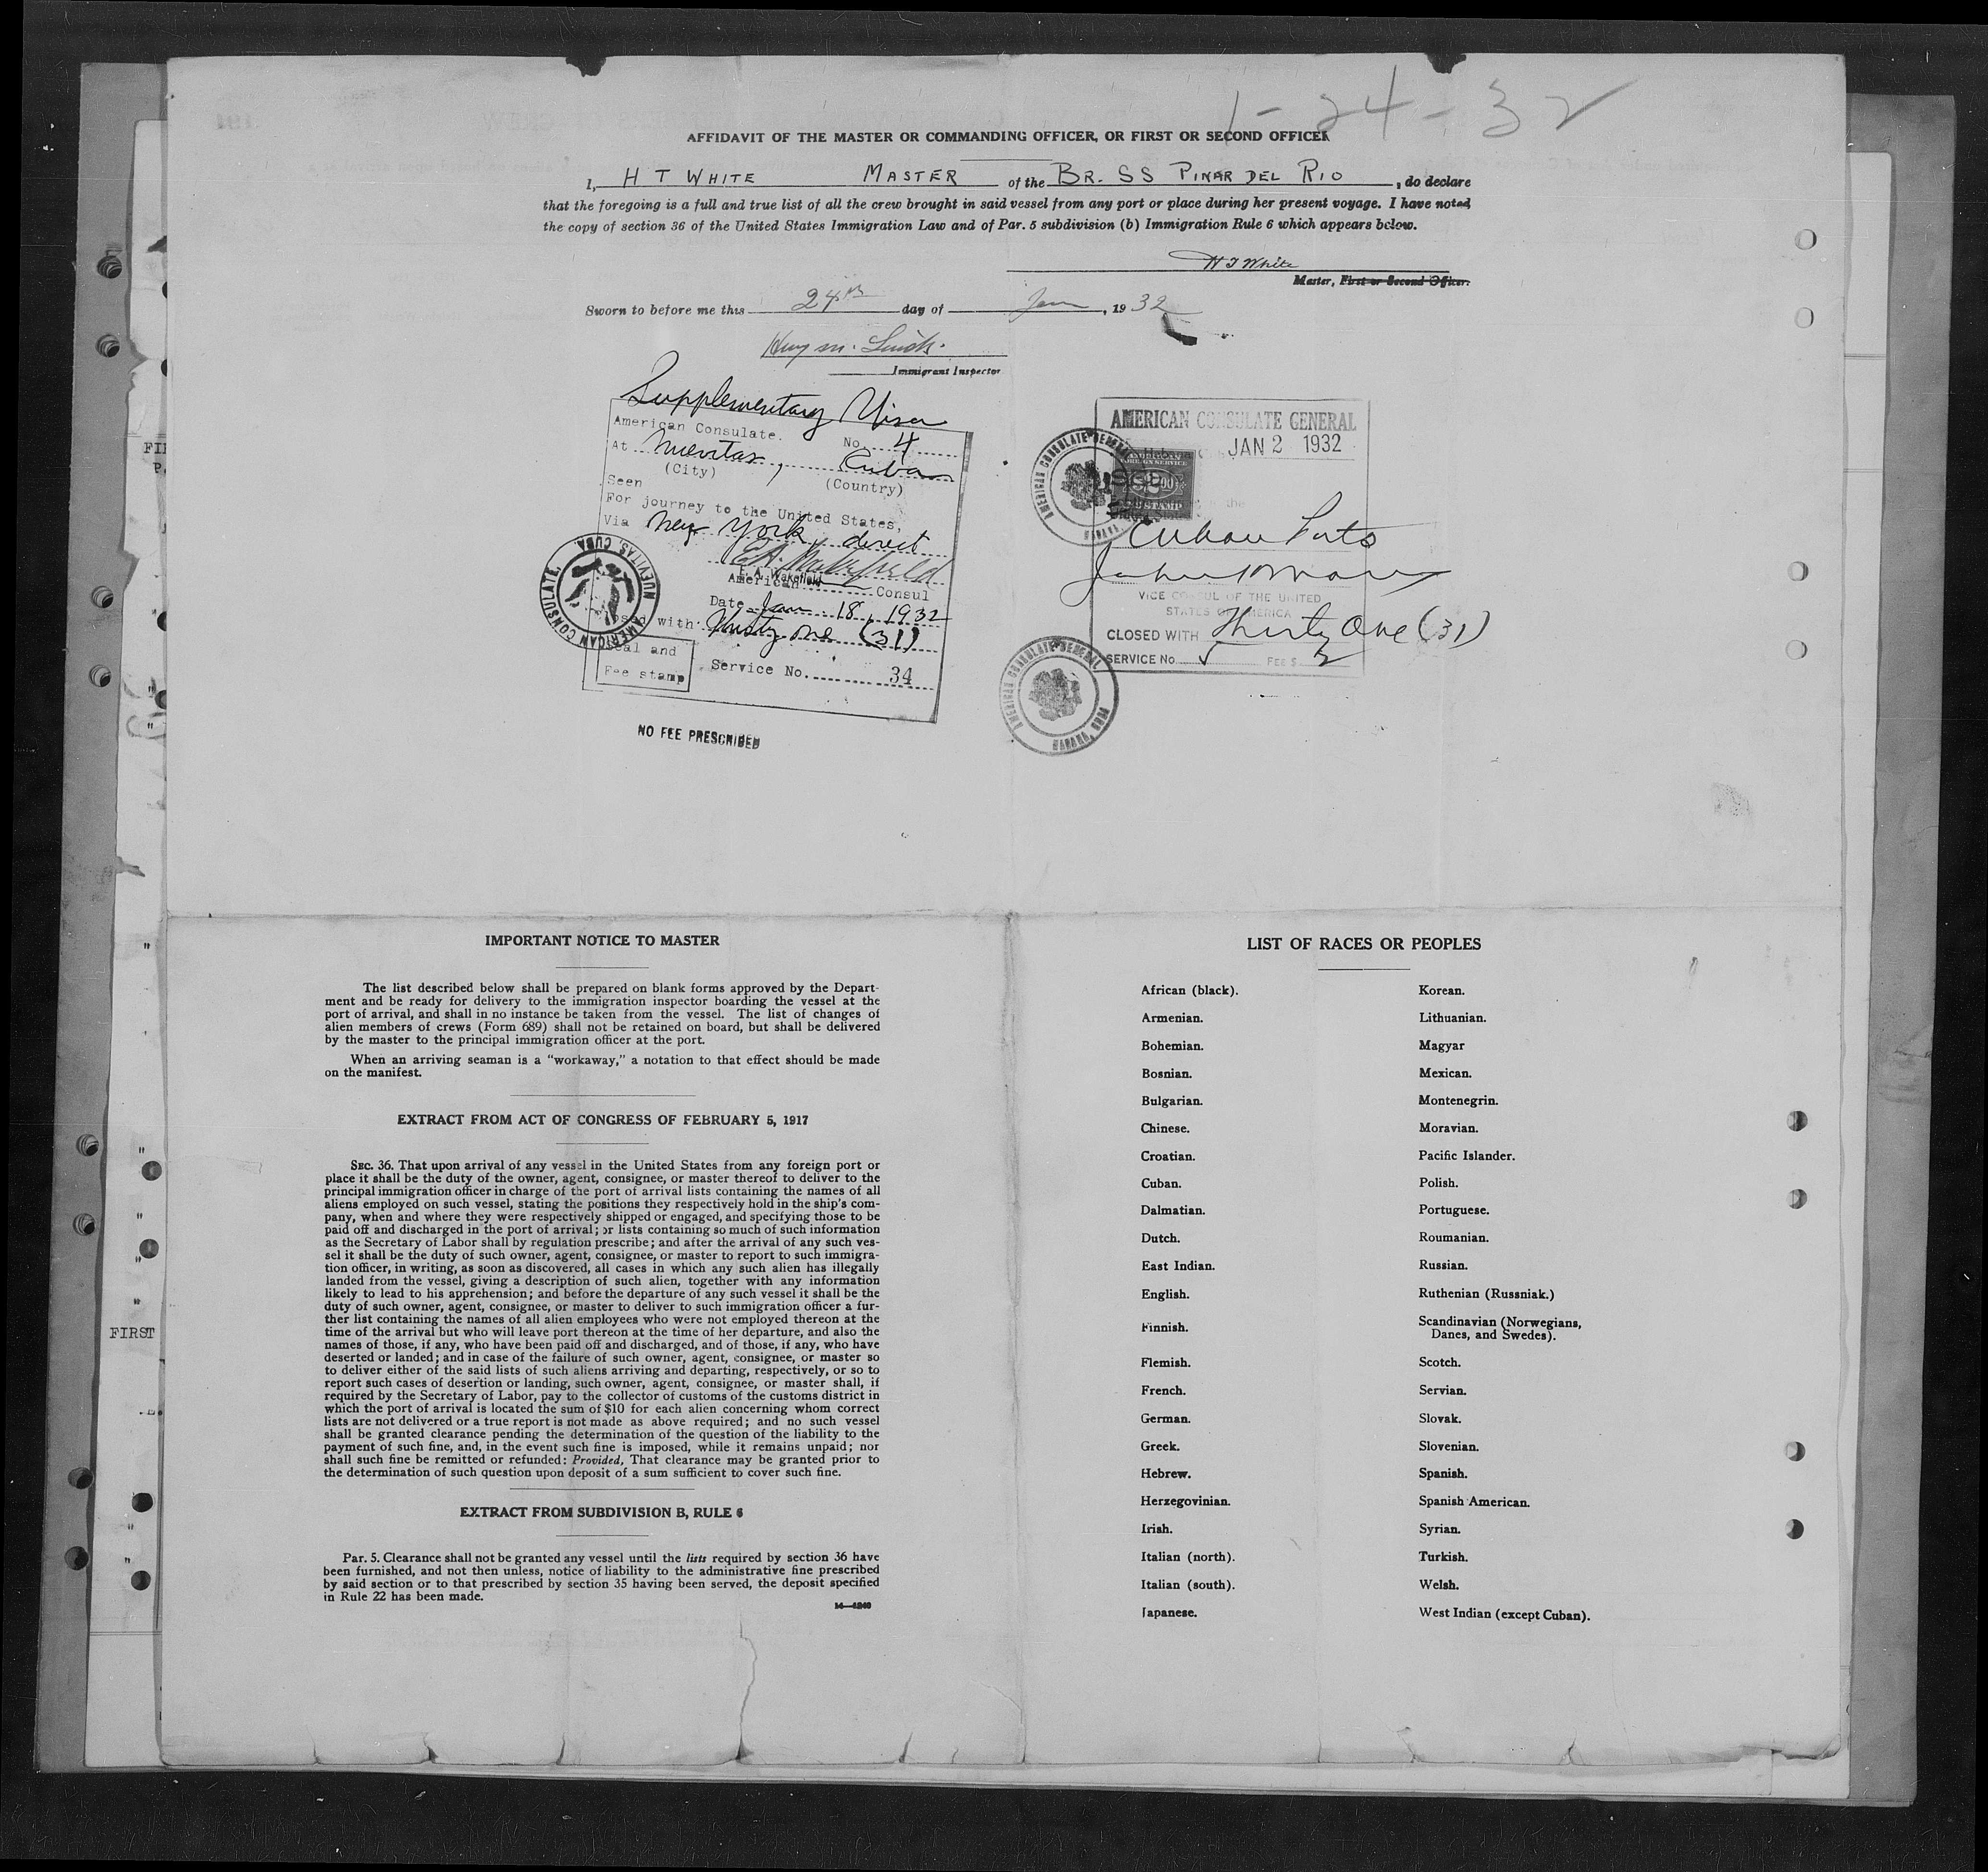 1-24-32
AFFIDAVIT OF THE MASTER OR COMMANDING OFFICER, OR FIRST OR SECOND OFFICER
I, H T WHITE MASTER of the BR. SS PINAR DEL RIO, do declare
that the foregoing is a full and true list of all the crew brought in said vessel from any port or place during her present voyage. I have noted
the copy of section 36 of the United States Immigration Law and of Par. 5 subdivision (b) Immigration Rule 6 which appears below.
H T White
Master, First or Second Officer.
Sworn to before me this 24th day of Jan, 1932
Immigrant Inspector
Supplementary Visa
American Consulate.
No. 4
At Nuevitas, Cuba
(City) (Country)
Seen
For journey to the United States,
Via New York, direct
E. A. Wakefield
American Consul
Date Jan. 18, 1932
Closed with thirty one (31)
Seal and
Fee stamp
Service No. 34
AMERICAN CONSULATE, NUEVITAS, CUBA.
NO FEE PRESCRIBED
AMERICAN CONSULATE GENERAL
JAN 2 1932
Cuban Ports
VICE CONSUL OF THE UNITED
STATES OF AMERICA
CLOSED WITH Thirty One (31)
SERVICE No. 5 FEE $ 2
AMERICAN CONSULATE GENERAL
HABANA, CUBA
FIRST
IMPORTANT NOTICE TO MASTER
The list described below shall be prepared on blank forms approved by the Depart-
ment and be ready for delivery to the immigration inspector boarding the vessel at the
port of arrival, and shall in no instance be taken from the vessel. The list of changes of
alien members of crews (Form 689) shall not be retained on board, but shall be delivered
by the master to the principal immigration officer at the port.
When an arriving seaman is a "workaway," a notation to that effect should be made
on the manifest.
EXTRACT FROM ACT OF CONGRESS OF FEBRUARY 5, 1917
SEC. 36. That upon arrival of any vessel in the United States from any foreign port or
place it shall be the duty of the owner, agent, consignee, or master thereof to deliver to the
principal immigration officer in charge of the port of arrival lists containing the names of all
aliens employed on such vessel, stating the positions they respectively hold in the ship's com-
pany, when and where they were respectively shipped or engaged, and specifying those to be
paid off and discharged in the port of arrival; or lists containing so much of such information
as the Secretary of Labor shall by regulation prescribe; and after the arrival of any such ves-
sel it shall be the duty of such owner, agent, consignee, or master to report to such immigra-
tion officer, in writing, as soon as discovered, all cases in which any such alien has illegally
landed from the vessel, giving a description of such alien, together with any information
likely to lead to his apprehension; and before the departure of any such vessel it shall be the
duty of such owner, agent, consignee, or master to deliver to such immigration officer a fur-
ther list containing the names of all alien employees who were not employed thereon at the
time of the arrival but who will leave port thereon at the time of her departure, and also the
names of those, if any, who have been paid off and discharged, and of those, if any, who have
deserted or landed; and in case of the failure of such owner, agent, consignee, or master so
to deliver either of the said lists of such aliens arriving and departing, respectively, or so to
report such cases of desertion or landing, such owner, agent, consignee, or master shall, if
required by the Secretary of Labor, pay to the collector of customs of the customs district in
which the port of arrival is located the sum of $10 for each alien concerning whom correct
lists are not delivered or a true report is not made as above required; and no such vessel
shall be granted clearance pending the determination of the question of the liability to the
payment of such fine, and, in the event such fine is imposed, while it remains unpaid; nor
shall such fine be remitted or refunded: Provided, That clearance may be granted prior to
the determination of such question upon deposit of a sum sufficient to cover such fine.
EXTRACT FROM SUBDIVISION B, RULE 6
Par. 5. Clearance shall not be granted any vessel until the lists required by section 36 have
been furnished, and not then unless, notice of liability to the administrative fine prescribed
by said section or to that prescribed by section 35 having been served, the deposit specified
in Rule 22 has been made.
LIST OF RACES OR PEOPLES
African (black).
Armenian.
Bohemian.
Bosnian.
Bulgarian.
Chinese.
Croatian.
Cuban.
Dalmatian.
Dutch.
East Indian.
English.
Finnish.
Flemish.
French.
German.
Greek.
Hebrew.
Herzegovinian.
Irish.
Italian (north).
Italian (south).
Japanese.
Korean.
Lithuanian.
Magyar
Mexican.
Montenegrin.
Moravian.
Pacific Islander.
Polish.
Portuguese.
Roumanian.
Russian.
Ruthenian (Russniak.)
Scandinavian (Norwegians,
Danes, and Swedes).
Scotch.
Servian.
Slovak.
Slovenian.
Spanish.
Spanish American.
Syrian.
Turkish.
Welsh.
West Indian (except Cuban).